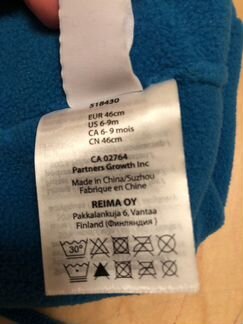 518430
EUR 46cm
US 6-9m
CA 6- 9 mois
CN 46cm
CA 02764
Partners Growth Inc
Made in China/Suzhou
Fabrique en Chine
REIMA OY
Pakkalankuja 6, Vantaa
Finland (Финляндия )
30°